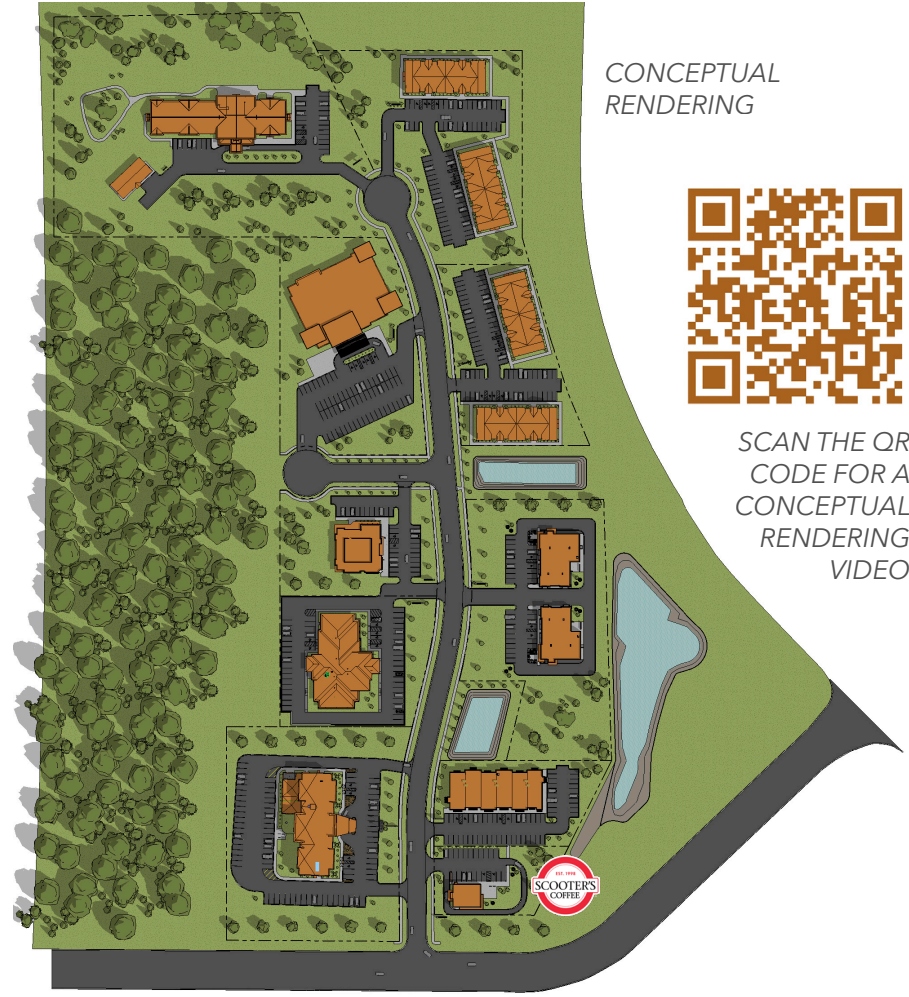 CONCEPTUAL
RENDERING
SCAN THE QR
CODE FOR A
CONCEPTUAL
RENDERING
VIDEO
EST. 1998
SCOOTER'S
COFFEE